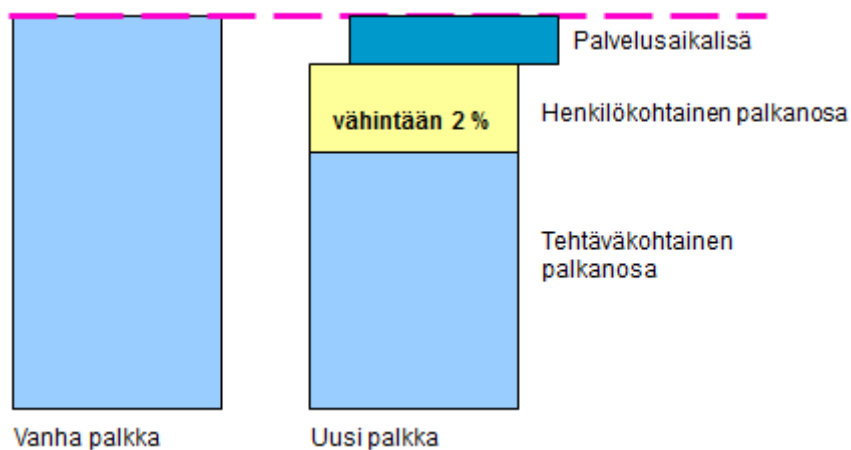 Palvelusaikalisä
vähintään 2 %
Henkilökohtainen palkanosa
Tehtäväkohtainen
palkanosa
Vanha palkka
Uusi palkka